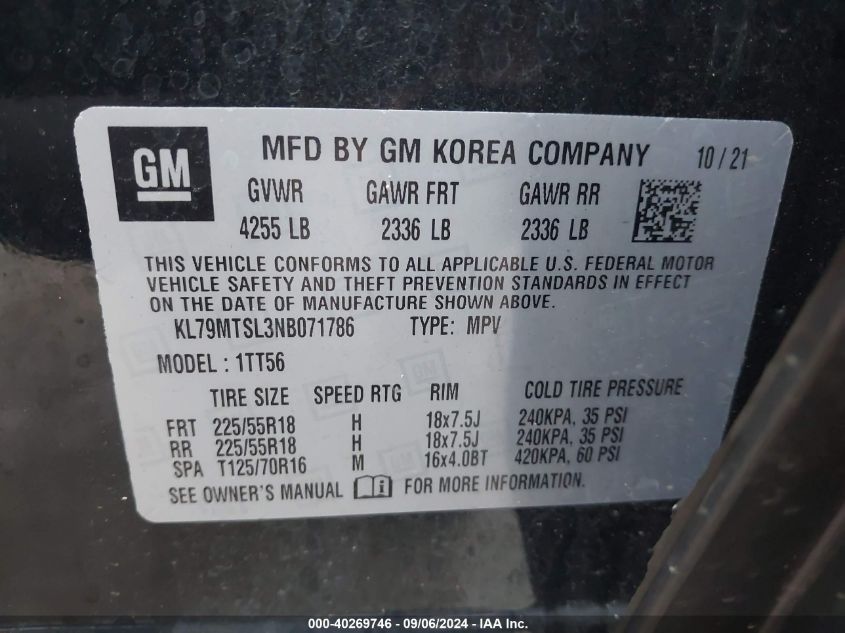 GM
MFD BY GM KOREA COMPANY 10/21
GVWR GAWR FRT GAWR RR
4255 LB 2336 LB 2336 LB
THIS VEHICLE CONFORMS TO ALL APPLICABLE U.S. FEDERAL MOTOR
VEHICLE SAFETY AND THEFT PREVENTION STANDARDS IN EFFECT
ON THE DATE OF MANUFACTURE SHOWN ABOVE.
KL79MTSL3NB071786 TYPE: MPV
MODEL : 1TT56
TIRE SIZE SPEED RTG RIM COLD TIRE PRESSURE
FRT 225/55R18 H 18x7.5J 240KPA, 35 PSI
RR 225/55R18 H 18x7.5J 240KPA, 35 PSI
SPA T125/70R16 M 16x4.0BT 420KPA, 60 PSI
SEE OWNER'S MANUAL i FOR MORE INFORMATION.
000-40269746 - 09/06/2024 - IAA Inc.